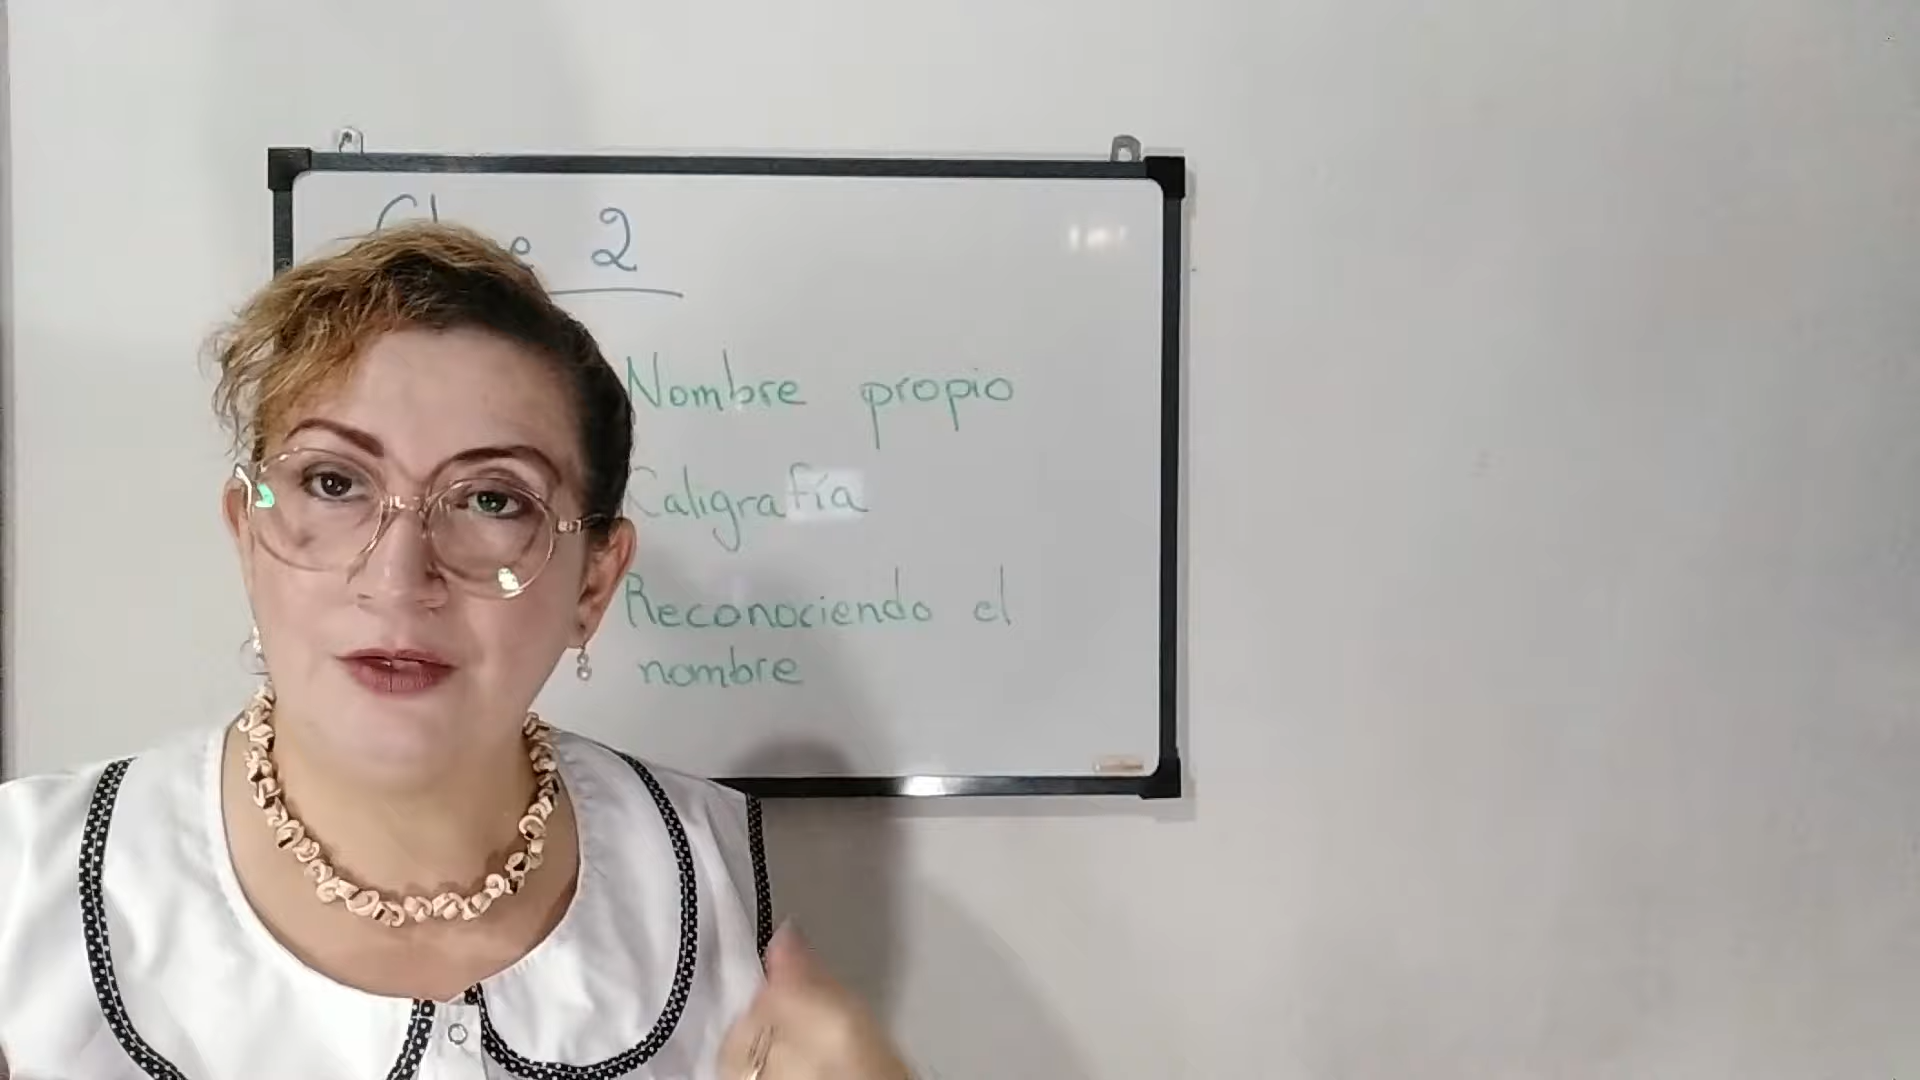 2
Nombre propio
Caligrafía
Reconociendo el
nombre